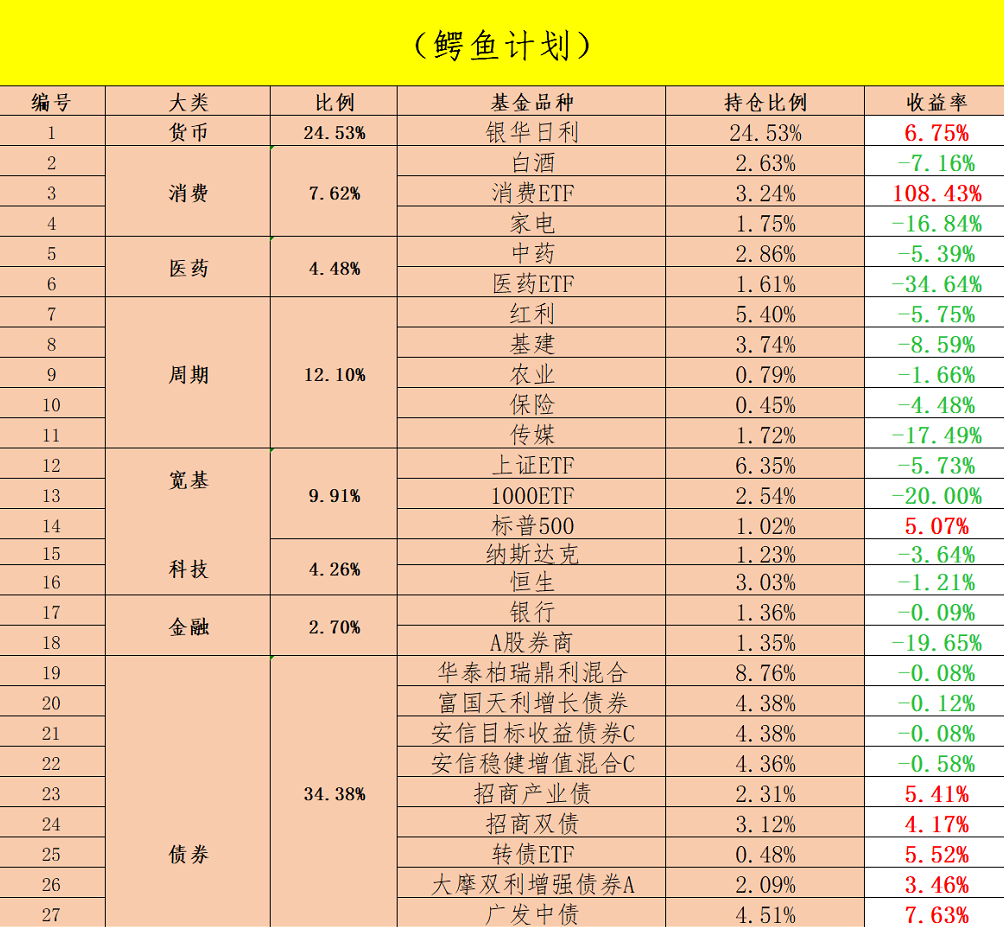 （鳄鱼计划）
编号 大类 比例 基金品种 持仓比例 收益率
1 货币 24.53% 银华日利 24.53% 6.75%
2 白酒 2.63% -7.16%
3 消费 7.62% 消费ETF 3.24% 108.43%
4 家电 1.75% -16.84%
5 中药 2.86% -5.39%
医药 4.48%
6 医药ETF 1.61% -34.64%
7 红利 5.40% -5.75%
8 基建 3.74% -8.59%
9 周期 12.10% 农业 0.79% -1.66%
10 保险 0.45% -4.48%
11 传媒 1.72% -17.49%
12 上证ETF 6.35% -5.73%
宽基
13 9.91% 1000ETF 2.54% -20.00%
14 标普500 1.02% 5.07%
15 纳斯达克 1.23% -3.64%
科技 4.26%
16 恒生 3.03% -1.21%
17 银行 1.36% -0.09%
金融 2.70%
18 A股券商 1.35% -19.65%
19 华泰柏瑞鼎利混合 8.76% -0.08%
20 富国天利增长债券 4.38% -0.12%
21 安信目标收益债券C 4.38% -0.08%
22 安信稳健增值混合C 4.36% -0.58%
23 34.38% 招商产业债 2.31% 5.41%
24 招商双债 3.12% 4.17%
25 债券 转债ETF 0.48% 5.52%
26 大摩双利增强债券A 2.09% 3.46%
27 广发中债 4.51% 7.63%